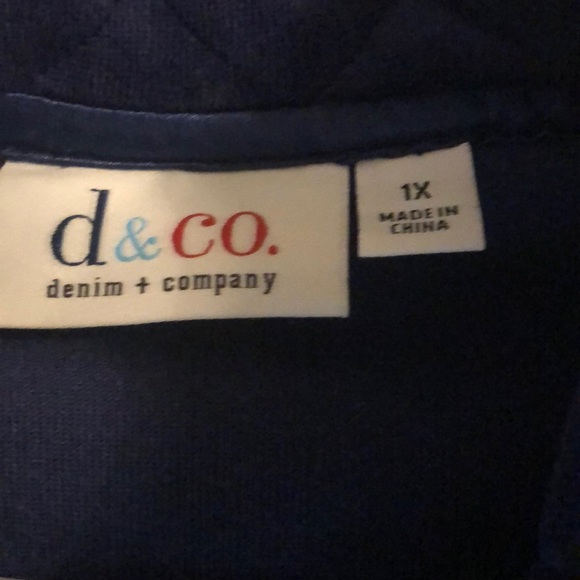 d&co.
denim + company
1X
MADE IN
CHINA